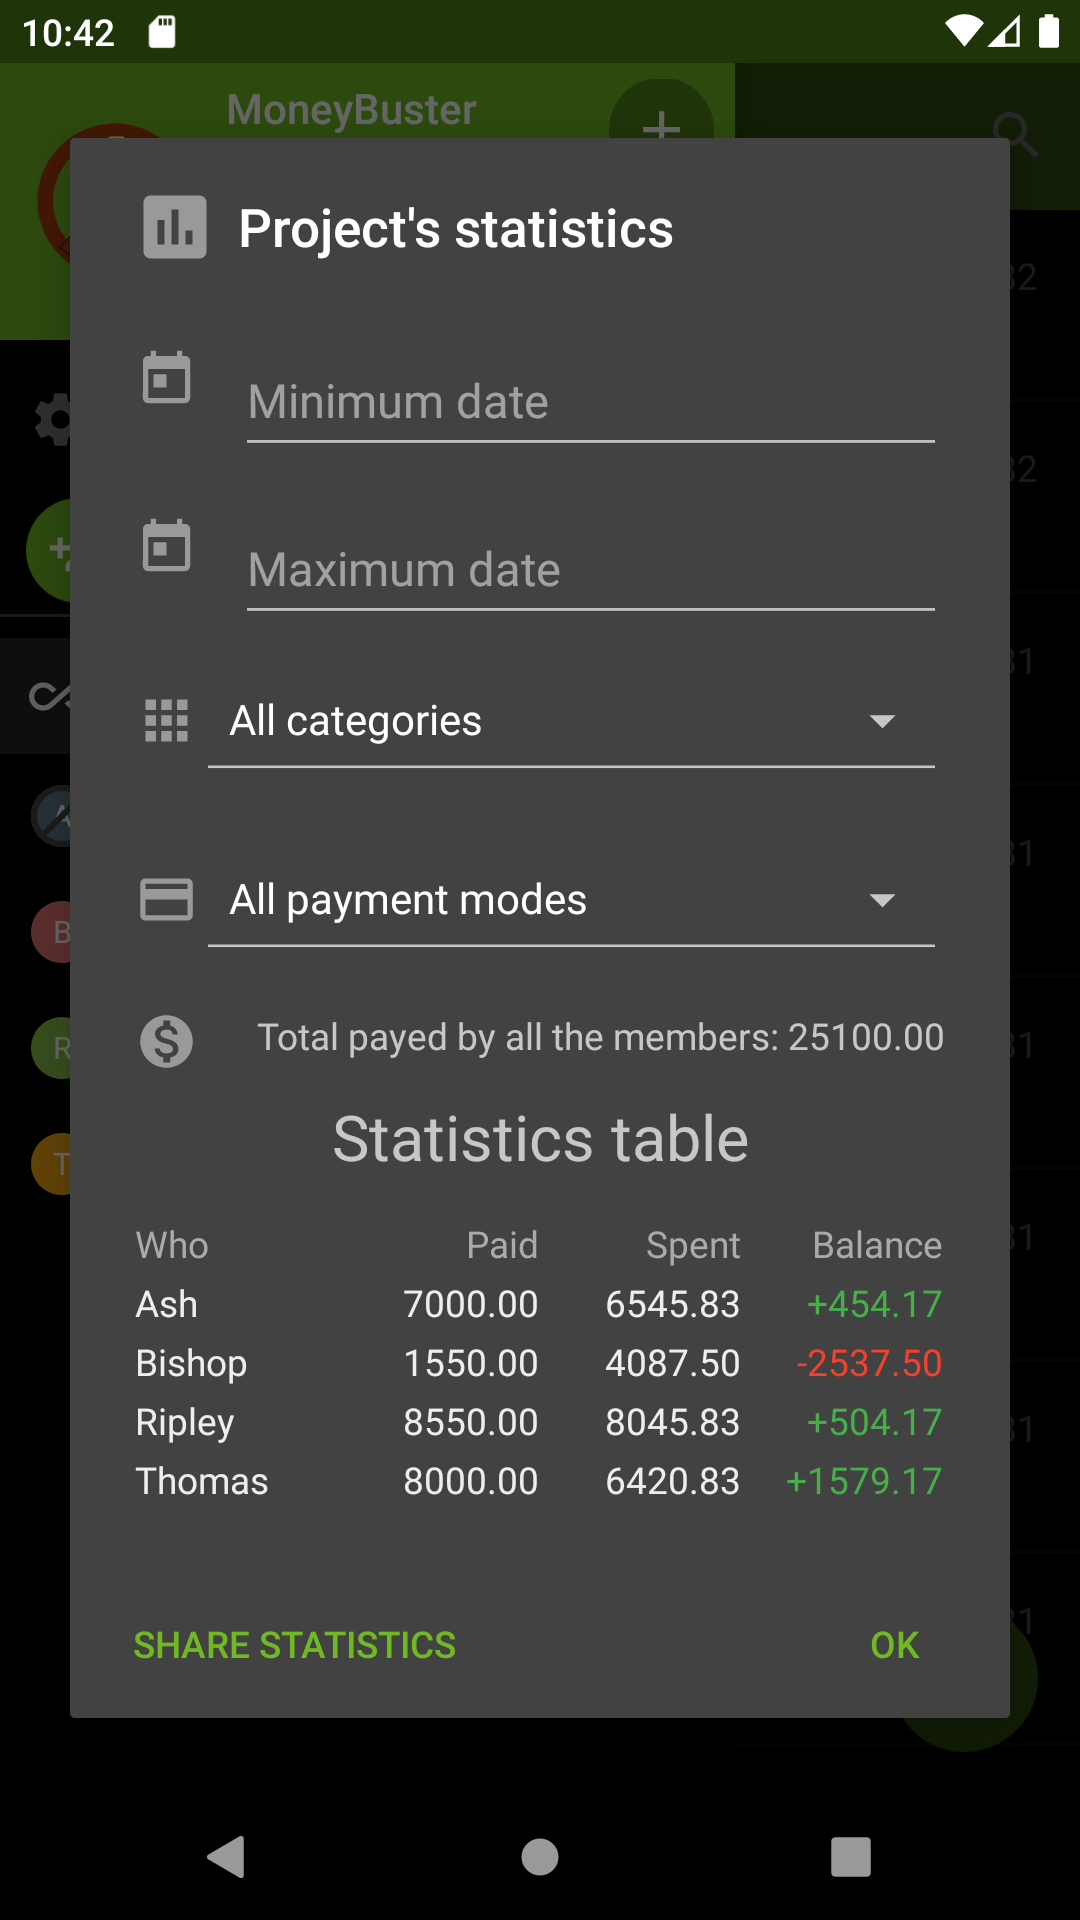 10:42
MoneyBuster
Project's statistics
Minimum date
Maximum date
All categories
All payment modes
Total payed by all the members: 25100.00
Statistics table
Who Paid Spent Balance
Ash 7000.00 6545.83 +454.17
Bishop 1550.00 4087.50 -2537.50
Ripley 8550.00 8045.83 +504.17
Thomas 8000.00 6420.83 +1579.17
SHARE STATISTICS OK
B
R
T